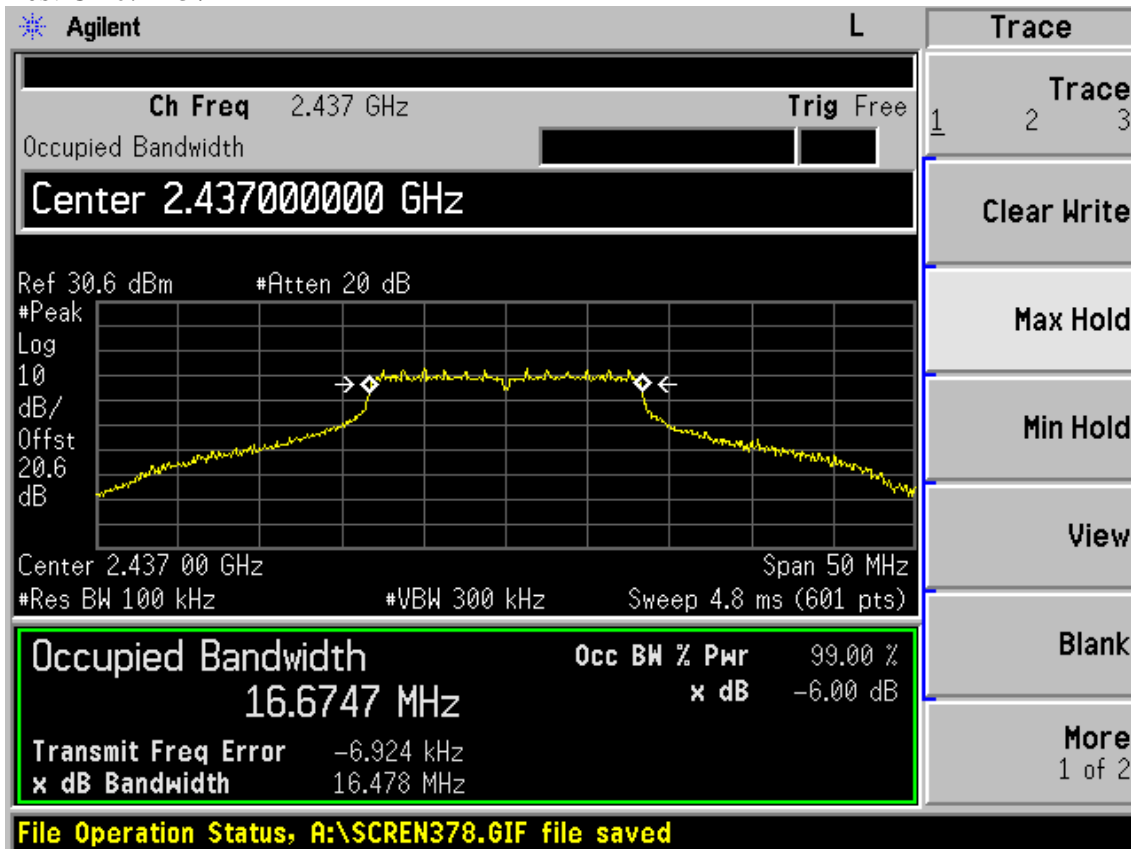 Agilent L Trace
Ch Freq 2.437 GHz Trig Free
Occupied Bandwidth
Center 2.437000000 GHz
Ref 30.6 dBm #Atten 20 dB
#Peak
Log
10
dB/
Offst
20.6
dB
Center 2.437 00 GHz Span 50 MHz
#Res BW 100 kHz #VBW 300 kHz Sweep 4.8 ms (601 pts)
Occupied Bandwidth Occ BW % Pwr 99.00 %
16.6747 MHz x dB -6.00 dB
Transmit Freq Error -6.924 kHz
x dB Bandwidth 16.478 MHz
File Operation Status, A:\SCREN378.GIF file saved
Trace
1 2 3
Clear Write
Max Hold
Min Hold
View
Blank
More
1 of 2